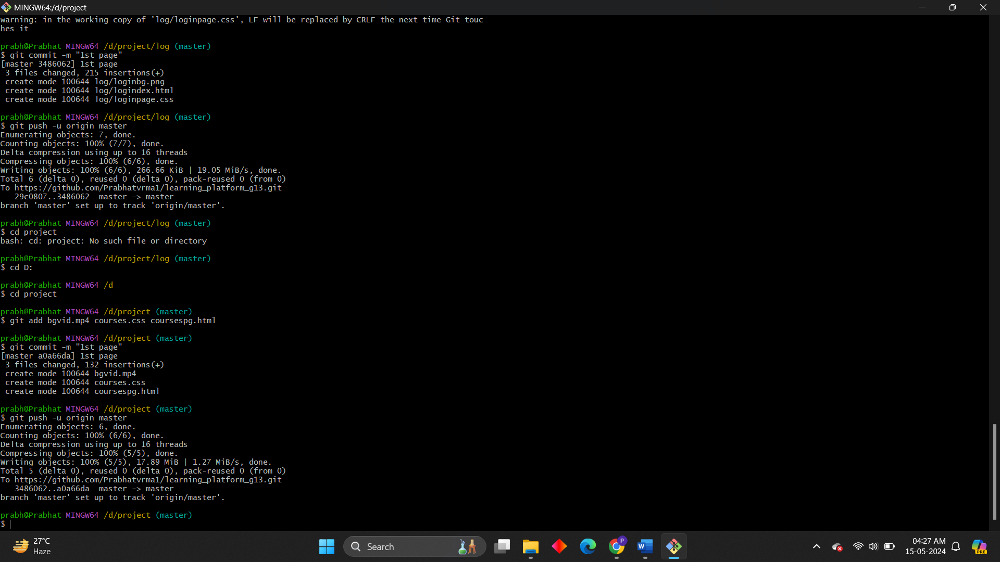 MINGW64:/d/project
warning: in the working copy of 'log/loginpage.css', LF will be replaced by CRLF the next time Git touc
hes it
prabh@Prabhat MINGW64 /d/project/log (master)
$ git commit -m "1st page"
[master 3486062] 1st page
 3 files changed, 215 insertions(+)
 create mode 100644 log/loginbg.png
 create mode 100644 log/logindex.html
 create mode 100644 log/loginpage.css
prabh@Prabhat MINGW64 /d/project/log (master)
$ git push -u origin master
Enumerating objects: 7, done.
Counting objects: 100% (7/7), done.
Delta compression using up to 16 threads
Compressing objects: 100% (6/6), done.
Writing objects: 100% (6/6), 266.66 KiB | 19.05 MiB/s, done.
Total 6 (delta 0), reused 0 (delta 0), pack-reused 0 (from 0)
To https://github.com/Prabhatvrma1/learning_platform_g13.git
   29c0807..3486062  master -> master
branch 'master' set up to track 'origin/master'.
prabh@Prabhat MINGW64 /d/project/log (master)
$ cd project
bash: cd: project: No such file or directory
prabh@Prabhat MINGW64 /d/project/log (master)
$ cd D:
prabh@Prabhat MINGW64 /d
$ cd project
prabh@Prabhat MINGW64 /d/project (master)
$ git add bgvid.mp4 courses.css coursespg.html
prabh@Prabhat MINGW64 /d/project (master)
$ git commit -m "1st page"
[master a0a66da] 1st page
 3 files changed, 132 insertions(+)
 create mode 100644 bgvid.mp4
 create mode 100644 courses.css
 create mode 100644 coursespg.html
prabh@Prabhat MINGW64 /d/project (master)
$ git push -u origin master
Enumerating objects: 6, done.
Counting objects: 100% (6/6), done.
Delta compression using up to 16 threads
Compressing objects: 100% (5/5), done.
Writing objects: 100% (5/5), 17.89 MiB | 1.27 MiB/s, done.
Total 5 (delta 0), reused 0 (delta 0), pack-reused 0 (from 0)
To https://github.com/Prabhatvrma1/learning_platform_g13.git
   3486062..a0a66da  master -> master
branch 'master' set up to track 'origin/master'.
prabh@Prabhat MINGW64 /d/project (master)
$
27°C
Haze
Search
P
W
04:27 AM
15-05-2024
PRE